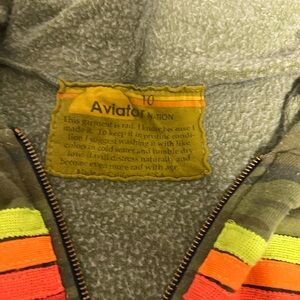 10
Aviator NATION
This garment is rad. I know because I
made it. To keep it in pristine condi-
tion I suggest washing it with like
colors in cold water and tumble dry
low. It will distress naturally and
become even more rad with age.
Made